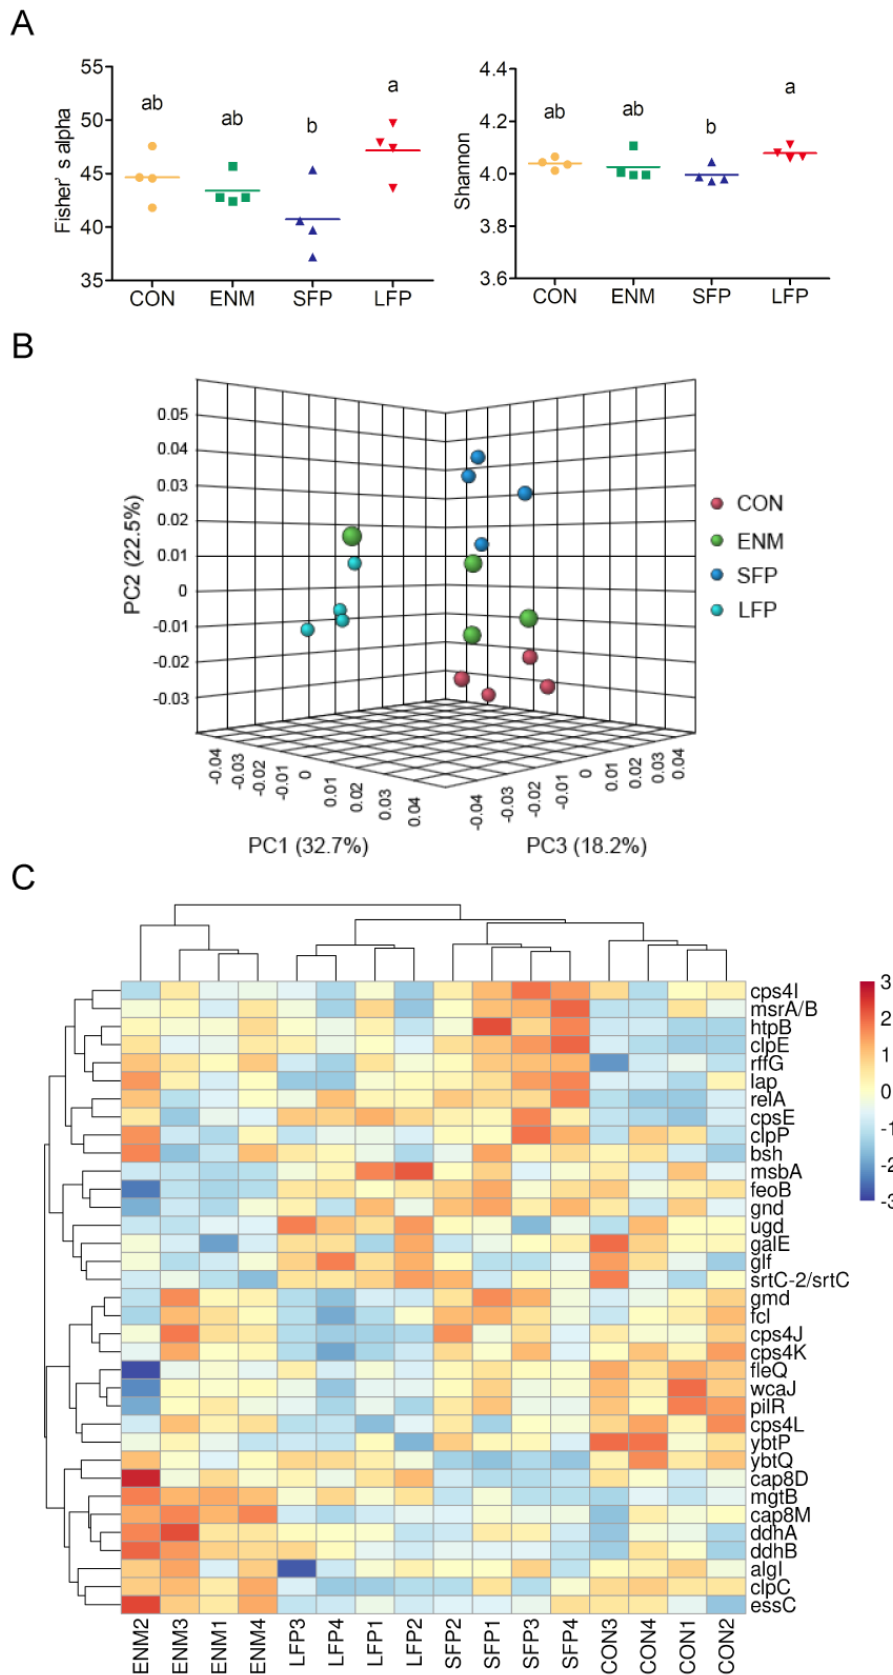 A
55
50
45
40
35
Fisher' s alpha
ab
ab
b
a
CON
ENM
SFP
LFP
4.4
4.2
4.0
3.8
3.6
Shannon
ab
ab
b
a
CON
ENM
SFP
LFP
B
0.05
0.04
0.03
0.02
0.01
0
-0.01
-0.02
-0.03
PC2 (22.5%)
-0.04
-0.03
-0.02
-0.01
0
0.01
0.02
0.03
0.04
PC1 (32.7%)
-0.04
-0.03
-0.02
-0.01
0
0.01
0.02
0.03
0.04
PC3 (18.2%)
CON
ENM
SFP
LFP
C
cps4I
msrA/B
htpB
clpE
rffG
lap
relA
cpsE
clpP
bsh
msbA
feoB
gnd
ugd
galE
glf
srtC-2/srtC
gmd
fcl
cps4J
cps4K
fleQ
wcaJ
pilR
cps4L
ybtP
ybtQ
cap8D
mgtB
cap8M
ddhA
ddhB
algI
clpC
essC
3
2
1
0
-1
-2
-3
ENM2
ENM3
ENM1
ENM4
LFP3
LFP4
LFP1
LFP2
SFP2
SFP1
SFP3
SFP4
CON3
CON4
CON1
CON2